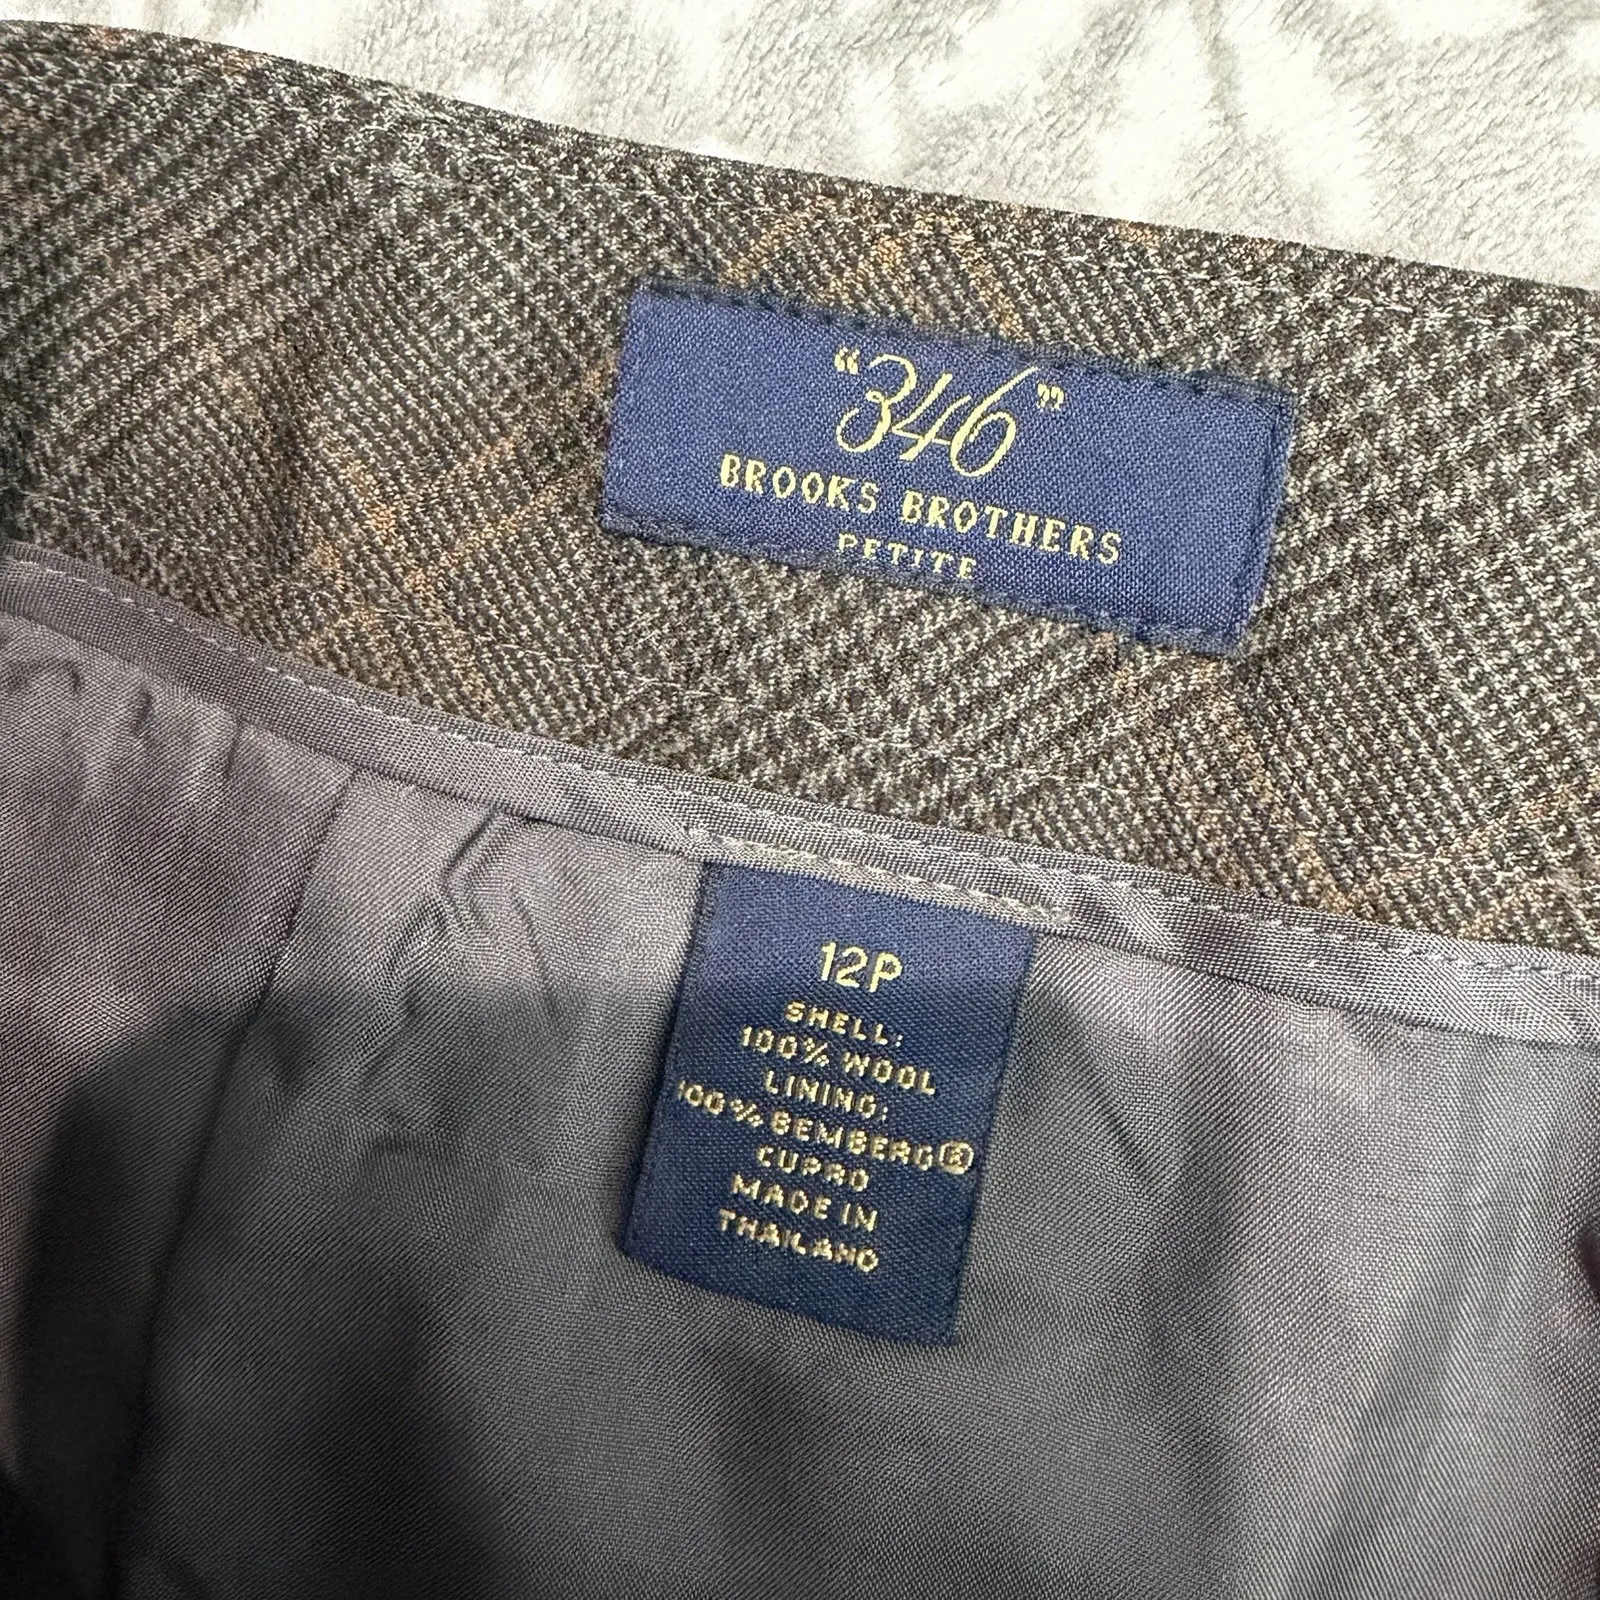 “346”
BROOKS BROTHERS
PETITE
12P
SHELL:
100% WOOL
LINING:
100% BEMBERG®
CUPRO
MADE IN
THAILAND